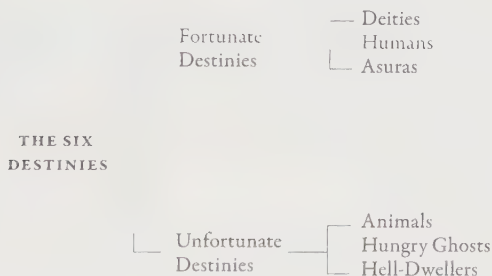 Fortunate
Destinies
Deities
Humans
Asuras
THE SIX
DESTINIES
Unfortunate
Destinies
Animals
Hungry Ghosts
Hell-Dwellers